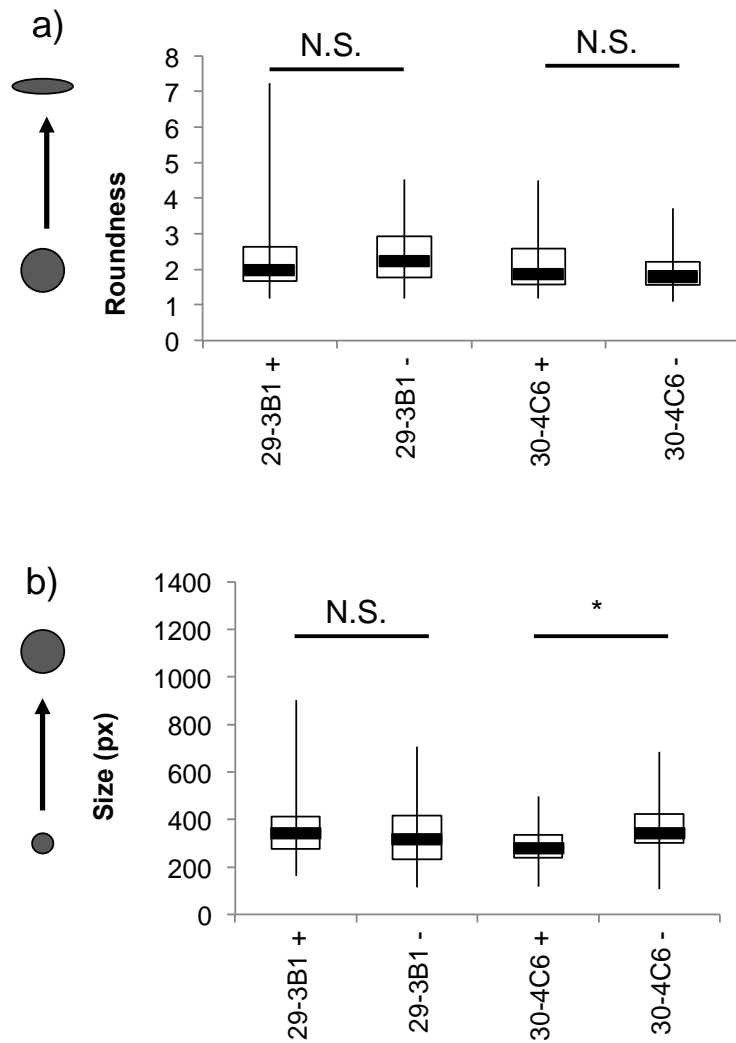 a)
N.S.
N.S.
8
7
6
5
4
3
2
1
0
Roundness
29-3B1 +
29-3B1 -
30-4C6 +
30-4C6 -
b)
N.S.
*
1400
1200
1000
800
600
400
200
0
Size (px)
29-3B1 +
29-3B1 -
30-4C6 +
30-4C6 -